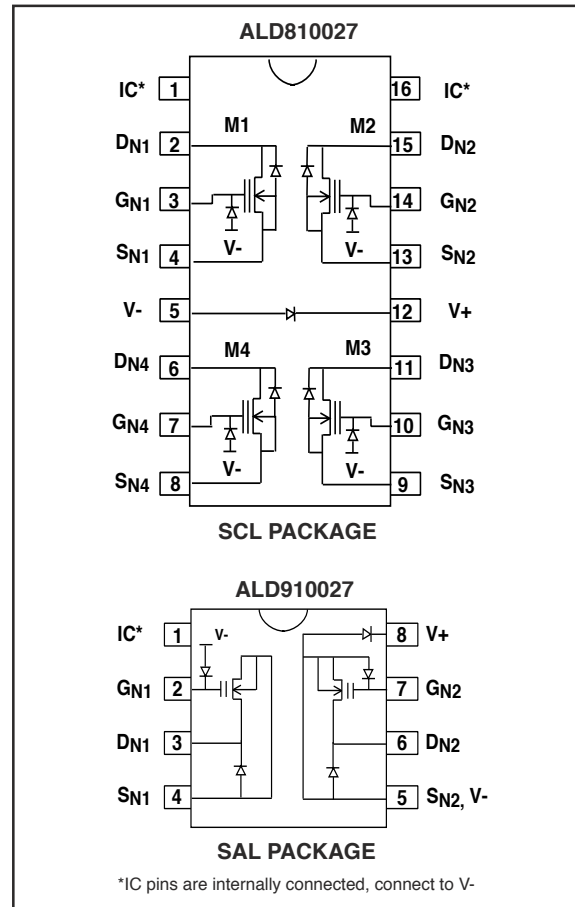 ALD810027
IC* 1 16 IC*
M1 M2
DN1 2 15 DN2
GN1 3 14 GN2
V- V-
SN1 4 13 SN2
V- 5 12 V+
M4 M3
DN4 6 11 DN3
GN4 7 10 GN3
V- V-
SN4 8 9 SN3
SCL PACKAGE
ALD910027
IC* 1 V- 8 V+
GN1 2 7 GN2
DN1 3 6 DN2
SN1 4 5 SN2, V-
SAL PACKAGE
*IC pins are internally connected, connect to V-